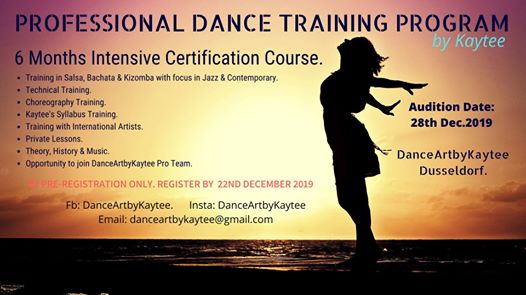 PROFESSIONAL DANCE TRAINING PROGRAM
by Kaytee
6 Months Intensive Certification Course.
Training in Salsa, Bachata & Kizomba with focus in Jazz & Contemporary.
Technical Training.
Choreography Training.
Kaytee's Syllabus Training.
Training with International Artists.
Private Lessons.
Theory, History & Music.
Opportunity to join DanceArtbyKaytee Pro Team.
Audition Date:
28th Dec.2019
DanceArtbyKaytee
Dusseldorf.
BY PRE-REGISTRATION ONLY. REGISTER BY 22ND DECEMBER 2019
Fb: DanceArtbyKaytee. Insta: DanceArtbyKaytee
Email: danceartbykaytee@gmail.com